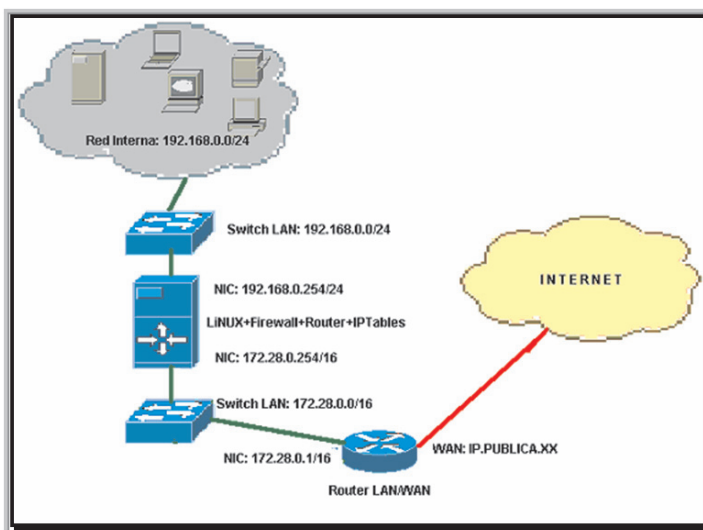 Red Interna: 192.168.0.0/24
Switch LAN: 192.168.0.0/24
NIC: 192.168.0.254/24
LiNUX+Firewall+Router+IPTables
NIC: 172.28.0.254/16
Switch LAN: 172.28.0.0/16
NIC: 172.28.0.1/16
Router LAN/WAN
WAN: IP.PUBLICA.XX
INTERNET